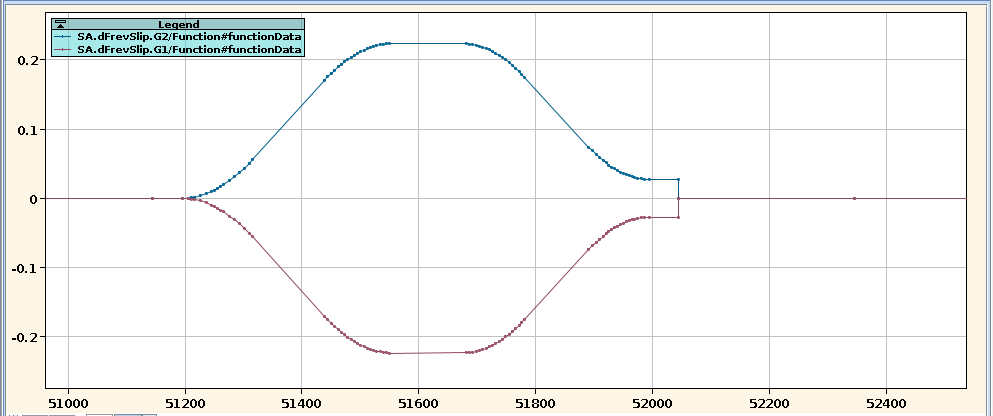 Legend
SA.dFrevSlip.G2/Function#functionData
SA.dFrevSlip.G1/Function#functionData
0.2
0.1
0
-0.1
-0.2
51000 51200 51400 51600 51800 52000 52200 52400